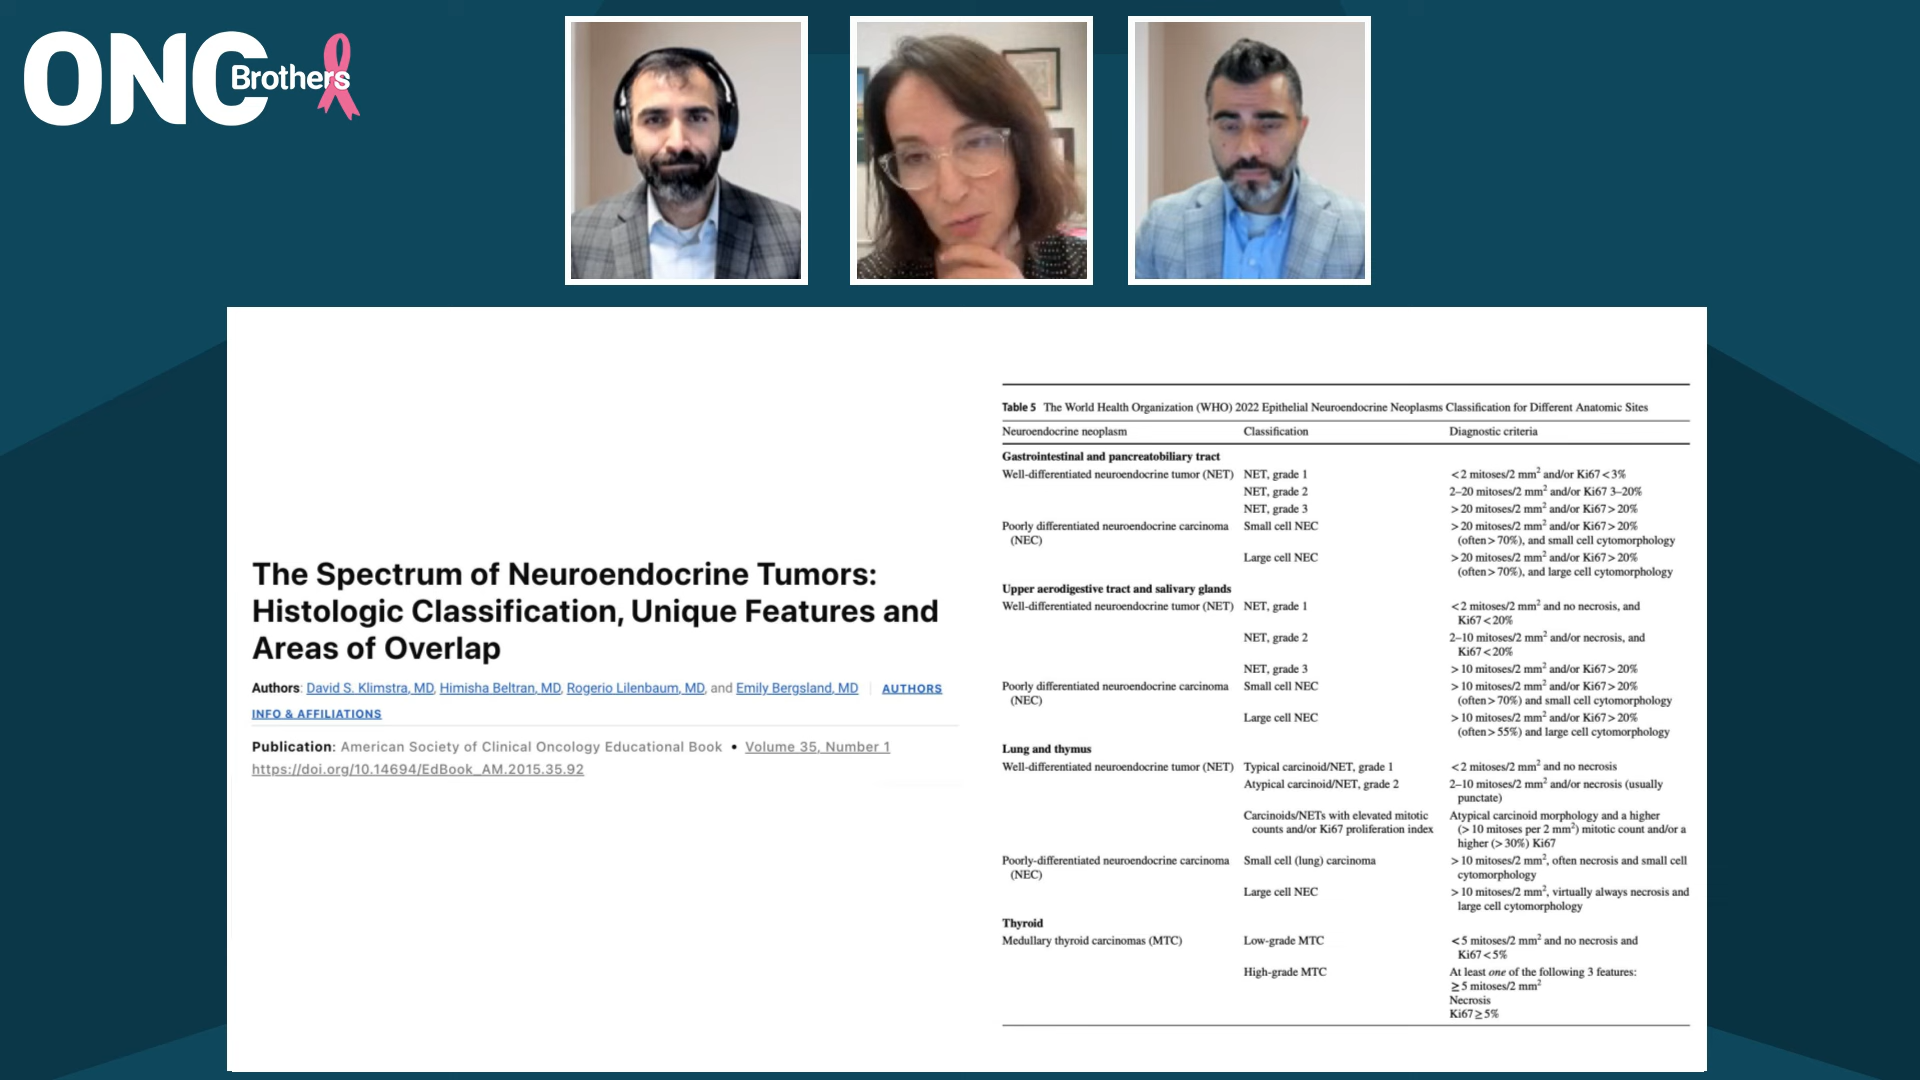 ONC
Brothers
The Spectrum of Neuroendocrine Tumors:
Histologic Classification, Unique Features and
Areas of Overlap
Authors: David S. Klimstra, MD, Himisha Beltran, MD, Rogerio Lilenbaum, MD, and Emily Bergsland, MD | AUTHORS
INFO & AFFILIATIONS
Publication: American Society of Clinical Oncology Educational Book • Volume 35, Number 1
https://doi.org/10.14694/EdBook_AM.2015.35.92
Table 5 The World Health Organization (WHO) 2022 Epithelial Neuroendocrine Neoplasms Classification for Different Anatomic Sites
Neuroendocrine neoplasm Classification Diagnostic criteria
Gastrointestinal and pancreatobiliary tract
Well-differentiated neuroendocrine tumor (NET) NET, grade 1 <2 mitoses/2 mm² and/or Ki67<3%
NET, grade 2 2–20 mitoses/2 mm² and/or Ki67 3–20%
NET, grade 3 >20 mitoses/2 mm² and/or Ki67>20%
Poorly differentiated neuroendocrine carcinoma Small cell NEC >20 mitoses/2 mm² and/or Ki67>20%
(NEC) (often>70%), and small cell cytomorphology
Large cell NEC >20 mitoses/2 mm² and/or Ki67>20%
(often>70%), and large cell cytomorphology
Upper aerodigestive tract and salivary glands
Well-differentiated neuroendocrine tumor (NET) NET, grade 1 <2 mitoses/2 mm² and no necrosis, and
Ki67<20%
NET, grade 2 2–10 mitoses/2 mm² and/or necrosis, and
Ki67<20%
NET, grade 3 >10 mitoses/2 mm² and/or Ki67>20%
Poorly differentiated neuroendocrine carcinoma Small cell NEC >10 mitoses/2 mm² and/or Ki67>20%
(NEC) (often>70%) and small cell cytomorphology
Large cell NEC >10 mitoses/2 mm² and/or Ki67>20%
(often>55%) and large cell cytomorphology
Lung and thymus
Well-differentiated neuroendocrine tumor (NET) Typical carcinoid/NET, grade 1 <2 mitoses/2 mm² and no necrosis
Atypical carcinoid/NET, grade 2 2–10 mitoses/2 mm² and/or necrosis (usually
punctate)
Carcinoids/NETs with elevated mitotic Atypical carcinoid morphology and a higher
counts and/or Ki67 proliferation index (>10 mitoses per 2 mm²) mitotic count and/or a
higher (>30%) Ki67
Poorly-differentiated neuroendocrine carcinoma Small cell (lung) carcinoma >10 mitoses/2 mm², often necrosis and small cell
(NEC) cytomorphology
Large cell NEC >10 mitoses/2 mm², virtually always necrosis and
large cell cytomorphology
Thyroid
Medullary thyroid carcinomas (MTC) Low-grade MTC <5 mitoses/2 mm² and no necrosis and
Ki67<5%
High-grade MTC At least one of the following 3 features:
≥5 mitoses/2 mm²
Necrosis
Ki67≥5%